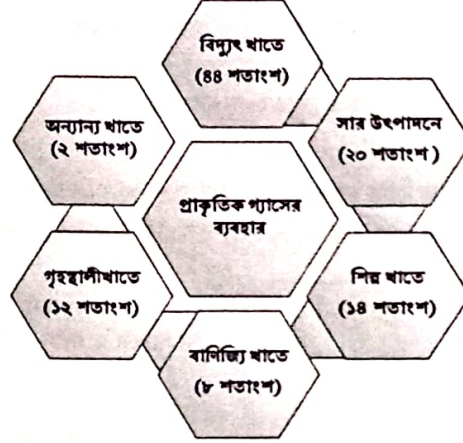 বিদ্যুৎ খাতে
(৪৪ শতাংশ)
সার উৎপাদনে
(২০ শতাংশ )
শিল্প খাতে
(১৪ শতাংশ)
বাণিজ্যি খাতে
(৮ শতাংশ)
গৃহস্থালীখাতে
(১২ শতাংশ)
অন্যান্য খাতে
(২ শতাংশ)
প্রাকৃতিক গ্যাসের
ব্যবহার